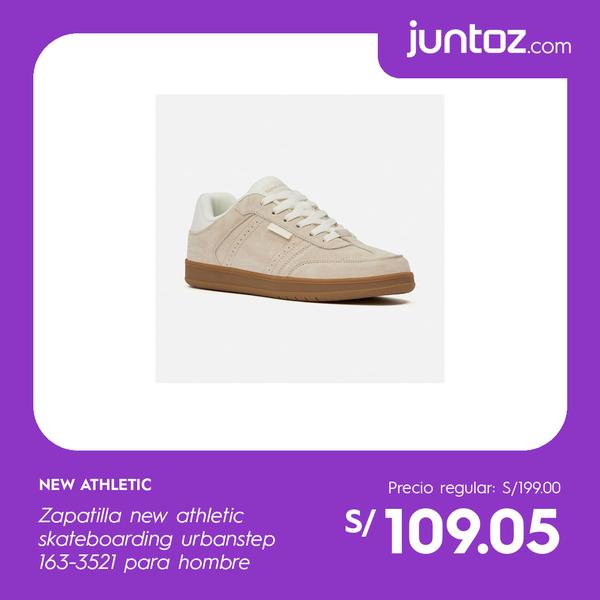 juntoz.com
NEW ATHLETIC
Zapatilla new athletic
skateboarding urbanstep
163-3521 para hombre
Precio regular: S/199.00
S/109.05